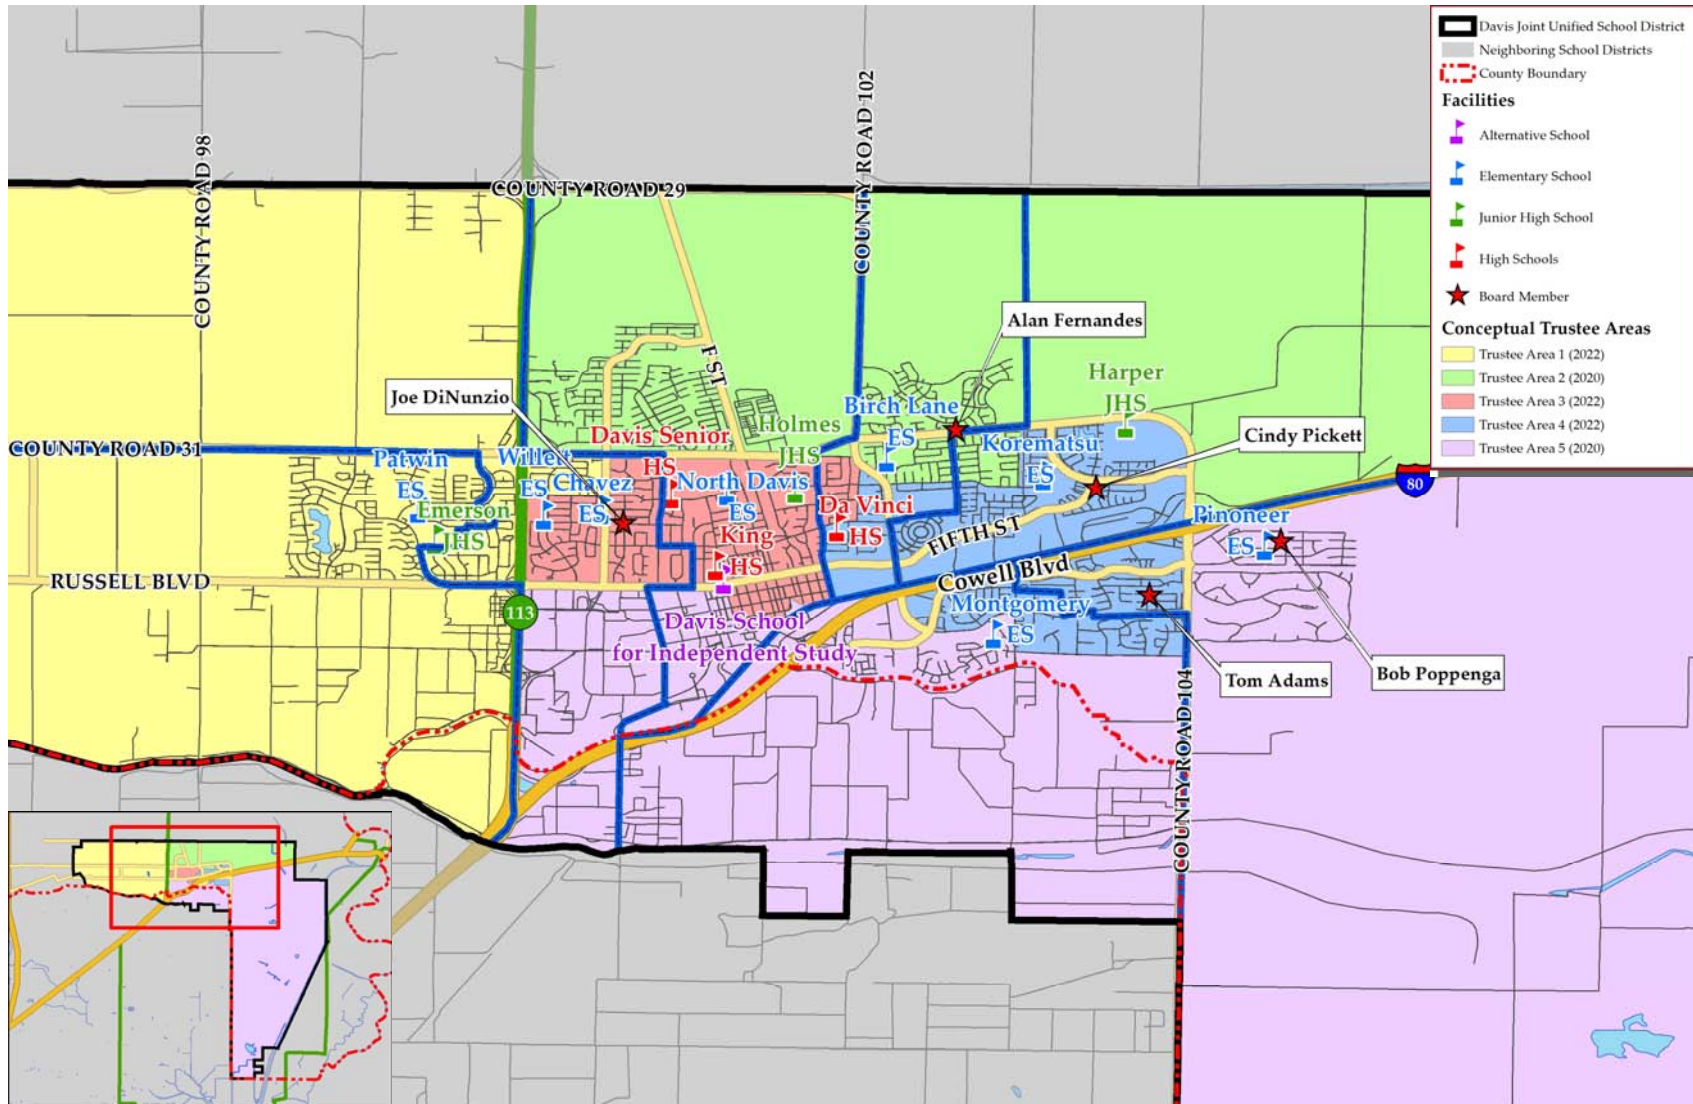 Davis Joint Unified School District
Neighboring School Districts
County Boundary
Facilities
Alternative School
Elementary School
Junior High School
High Schools
Board Member
Conceptual Trustee Areas
Trustee Area 1 (2022)
Trustee Area 2 (2020)
Trustee Area 3 (2022)
Trustee Area 4 (2022)
Trustee Area 5 (2020)
COUNTY ROAD 98
COUNTY ROAD 29
COUNTY ROAD 102
F ST
Alan Fernandes
Joe DiNunzio
Harper
JHS
Birch Lane
ES
Holmes
JHS
Davis Senior
HS
Cindy Pickett
Korematsu
ES
COUNTY ROAD 31
Patwin
ES
Willett
ES
Chavez
ES
North Davis
ES
Emerson
JHS
Da Vinci
HS
King
HS
FIFTH ST
80
Pinoneer
ES
Cowell Blvd
RUSSELL BLVD
113
Montgomery
ES
Davis School
for Independent Study
Tom Adams
Bob Poppenga
COUNTY ROAD 104